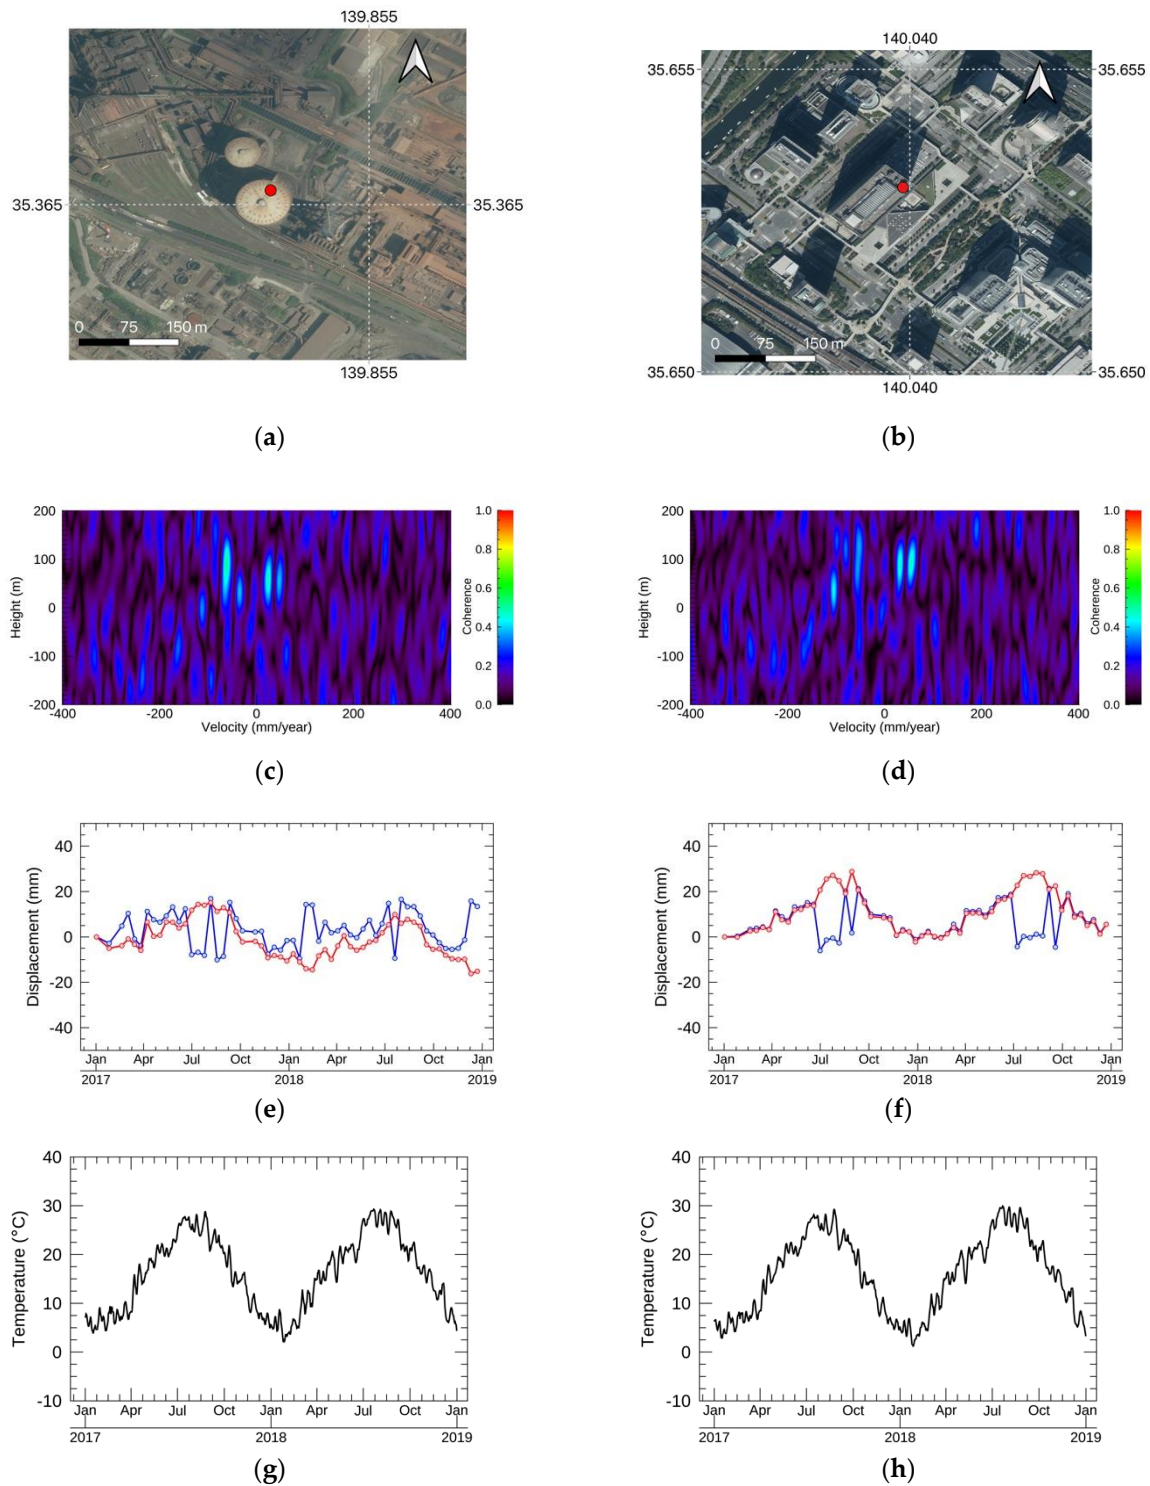 139.855
35.365
35.365
0 75 150 m
139.855
(a)
140.040
35.655
35.655
0 75 150 m
35.650
35.650
140.040
(b)
200
100
0
-100
-200
Height (m)
-400 -200 0 200 400
Velocity (mm/year)
1.0
0.8
0.6
0.4
0.2
0.0
Coherence
(c)
200
100
0
-100
-200
Height (m)
-400 -200 0 200 400
Velocity (mm/year)
1.0
0.8
0.6
0.4
0.2
0.0
Coherence
(d)
40
20
0
-20
-40
Displacement (mm)
Jan Apr Jul Oct Jan Apr Jul Oct Jan
2017 2018 2019
(e)
40
20
0
-20
-40
Displacement (mm)
Jan Apr Jul Oct Jan Apr Jul Oct Jan
2017 2018 2019
(f)
40
30
20
10
0
-10
Temperature (°C)
Jan Apr Jul Oct Jan Apr Jul Oct Jan
2017 2018 2019
(g)
40
30
20
10
0
-10
Temperature (°C)
Jan Apr Jul Oct Jan Apr Jul Oct Jan
2017 2018 2019
(h)